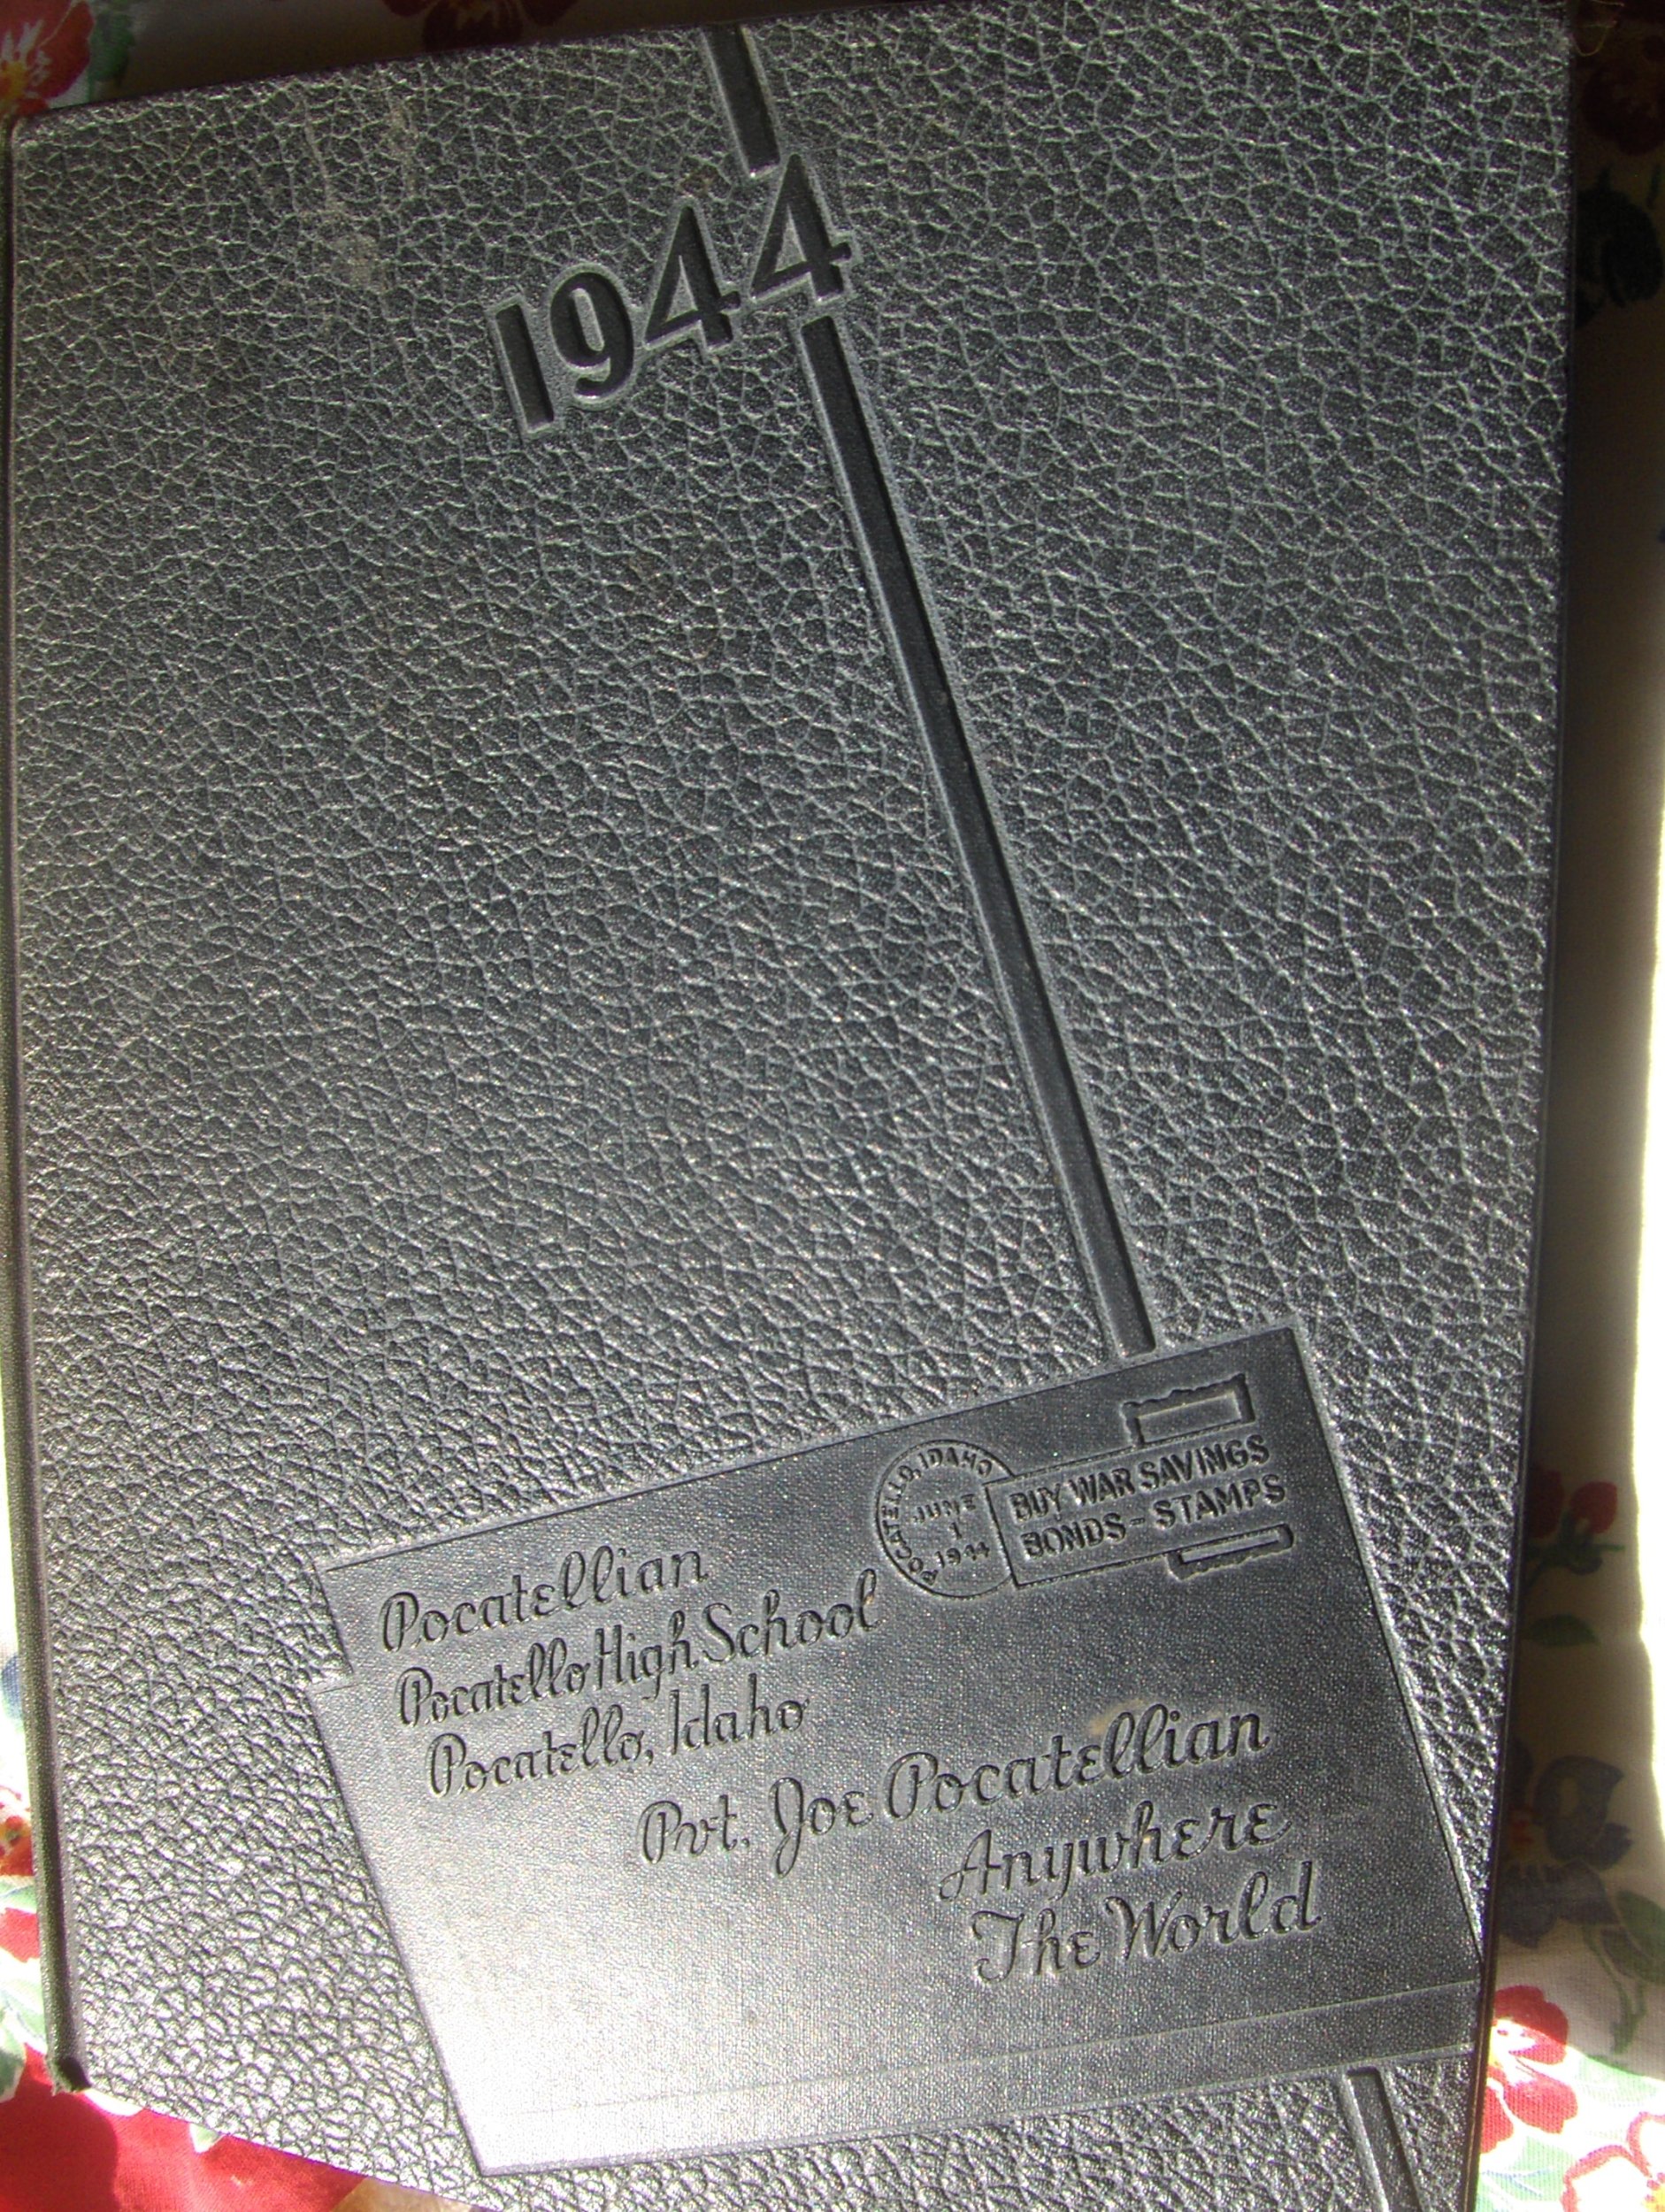 1944
POCATELLO, IDAHO
JUNE
1
1944
BUY WAR SAVINGS
BONDS - STAMPS
Pocatellian
Pocatello High School
Pocatello, Idaho
Pvt. Joe Pocatellian
Anywhere
The World